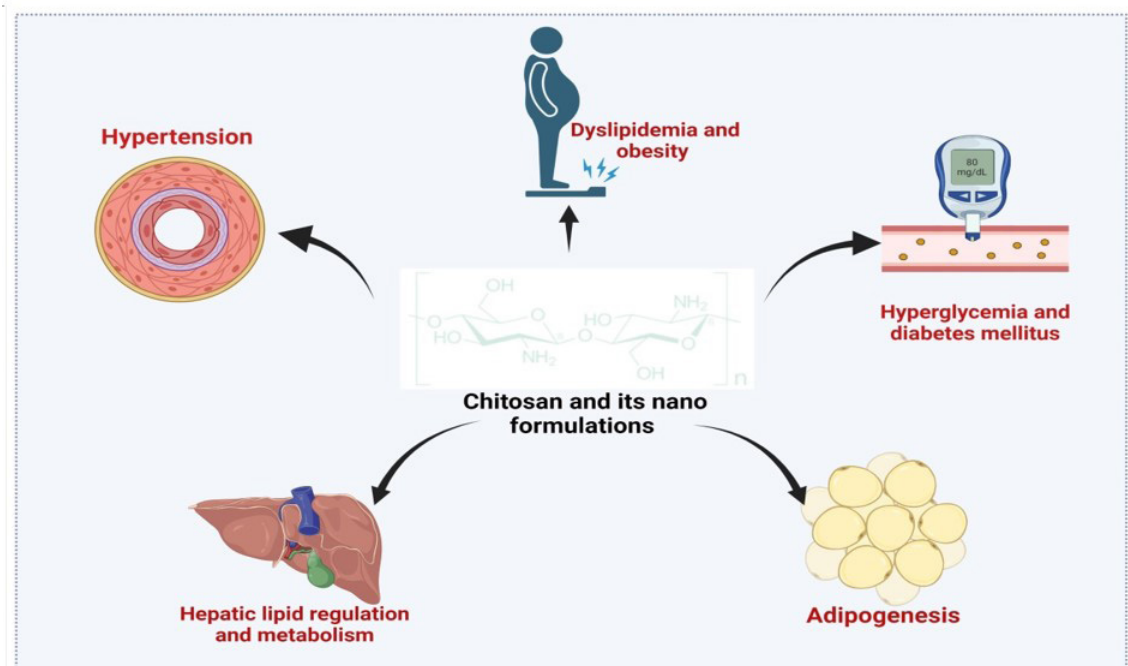 Dyslipidemia and
obesity
Hypertension
80
mg/dL
Hyperglycemia and
diabetes mellitus
OH
O
HO
NH2
O
HO
NH2
O
O
OH
n
Chitosan and its nano
formulations
Hepatic lipid regulation
and metabolism
Adipogenesis